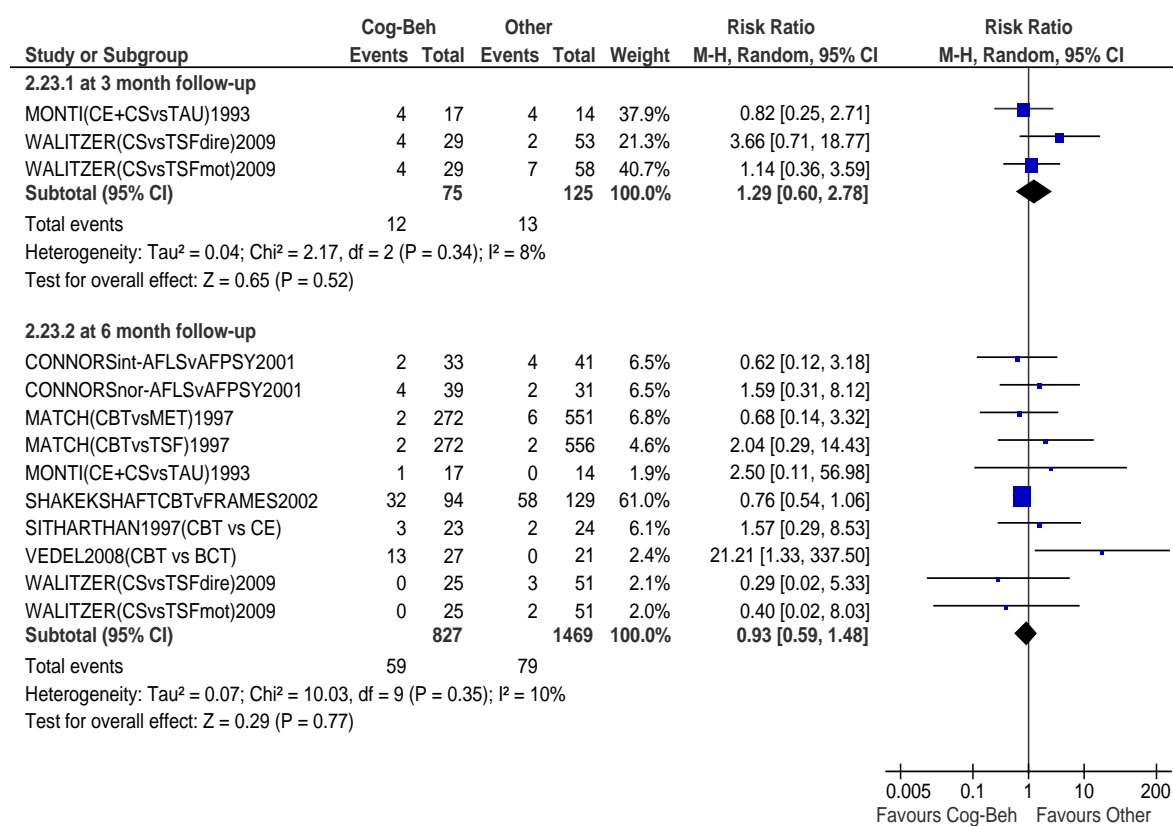 Cog-Beh Other Risk Ratio Risk Ratio
Study or Subgroup Events Total Events Total Weight M-H, Random, 95% CI M-H, Random, 95% CI
2.23.1 at 3 month follow-up
MONTI(CE+CSvsTAU)1993 4 17 4 14 37.9% 0.82 [0.25, 2.71]
WALITZER(CSvsTSFdire)2009 4 29 2 53 21.3% 3.66 [0.71, 18.77]
WALITZER(CSvsTSFmot)2009 4 29 7 58 40.7% 1.14 [0.36, 3.59]
Subtotal (95% CI) 75 125 100.0% 1.29 [0.60, 2.78]
Total events 12 13
Heterogeneity: Tau² = 0.04; Chi² = 2.17, df = 2 (P = 0.34); I² = 8%
Test for overall effect: Z = 0.65 (P = 0.52)
2.23.2 at 6 month follow-up
CONNORSint-AFLSvAFPSY2001 2 33 4 41 6.5% 0.62 [0.12, 3.18]
CONNORSnor-AFLSvAFPSY2001 4 39 2 31 6.5% 1.59 [0.31, 8.12]
MATCH(CBTvsMET)1997 2 272 6 551 6.8% 0.68 [0.14, 3.32]
MATCH(CBTvsTSF)1997 2 272 2 556 4.6% 2.04 [0.29, 14.43]
MONTI(CE+CSvsTAU)1993 1 17 0 14 1.9% 2.50 [0.11, 56.98]
SHAKEKSHAFTCBTvFRAMES2002 32 94 58 129 61.0% 0.76 [0.54, 1.06]
SITHARTHAN1997(CBT vs CE) 3 23 2 24 6.1% 1.57 [0.29, 8.53]
VEDEL2008(CBT vs BCT) 13 27 0 21 2.4% 21.21 [1.33, 337.50]
WALITZER(CSvsTSFdire)2009 0 25 3 51 2.1% 0.29 [0.02, 5.33]
WALITZER(CSvsTSFmot)2009 0 25 2 51 2.0% 0.40 [0.02, 8.03]
Subtotal (95% CI) 827 1469 100.0% 0.93 [0.59, 1.48]
Total events 59 79
Heterogeneity: Tau² = 0.07; Chi² = 10.03, df = 9 (P = 0.35); I² = 10%
Test for overall effect: Z = 0.29 (P = 0.77)
0.005 0.1 1 10 200
Favours Cog-Beh Favours Other